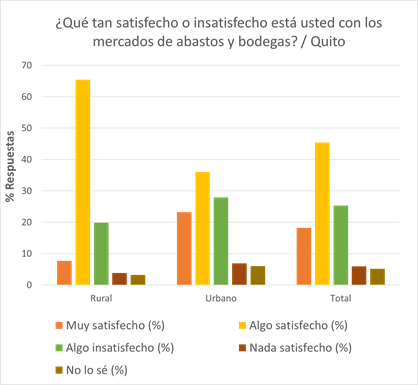 ¿Qué tan satisfecho o insatisfecho está usted con los
mercados de abastos y bodegas? / Quito
% Respuestas
70
60
50
40
30
20
10
0
Rural
Urbano
Total
Muy satisfecho (%)
Algo satisfecho (%)
Algo insatisfecho (%)
Nada satisfecho (%)
No lo sé (%)